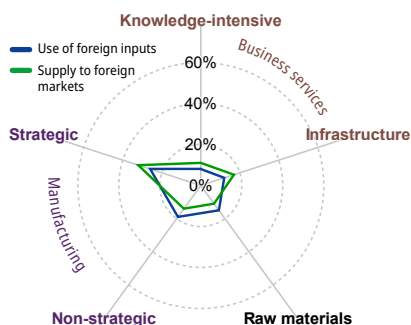 Knowledge-intensive
Use of foreign inputs
Supply to foreign
markets
Business services
60%
40%
20%
0%
Strategic
Infrastructure
Manufacturing
Non-strategic
Raw materials